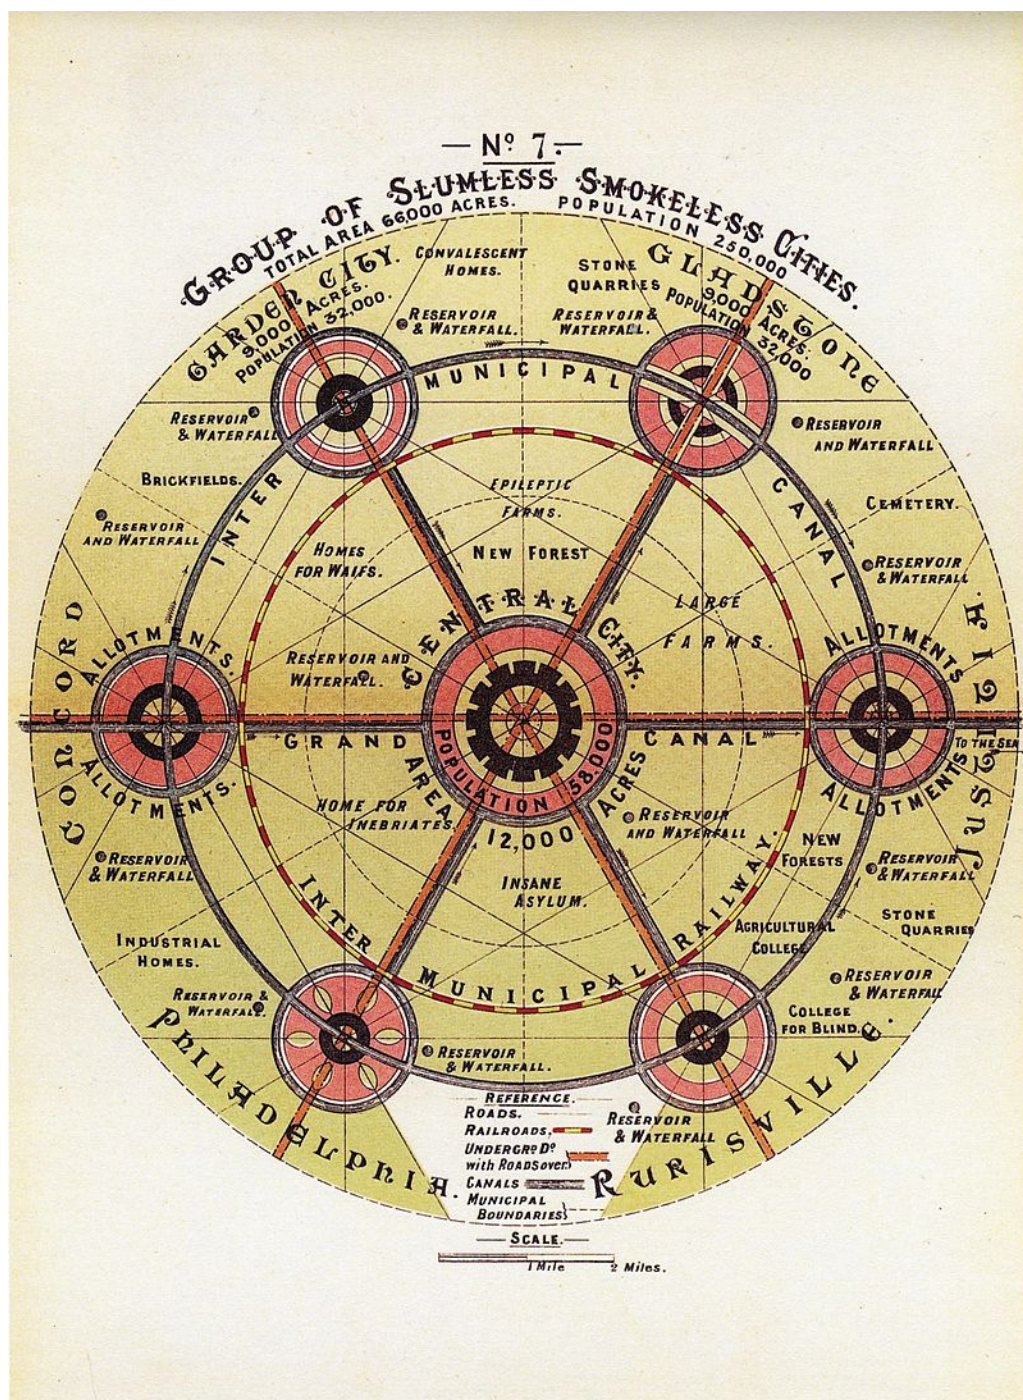 — Nº 7. —
GROUP OF SLUMLESS SMOKELESS CITIES.
TOTAL AREA 66,000 ACRES. POPULATION 250,000
GARDEN CITY.
9,000 ACRES.
POPULATION 32,000.
CONVALESCENT
HOMES.
STONE
QUARRIES
GLADSTONE
9,000 ACRES.
POPULATION 32,000
RESERVOIR
& WATERFALL.
RESERVOIR &
WATERFALL.
INTER MUNICIPAL CANAL
RESERVOIR
& WATERFALL
RESERVOIR
AND WATERFALL
BRICKFIELDS.
EPILEPTIC
FARMS.
CEMETERY.
RESERVOIR
AND WATERFALL
HOMES
FOR WAIFS.
NEW FOREST
RESERVOIR
& WATERFALL
LARGE
FARMS.
CENTRAL CITY.
CONCORD
ALLOTMENTS.
RESERVOIR AND
WATERFALL.
ALLOTMENTS
JUSTITIA
GRAND CANAL
TO THE SEA
ALLOTMENTS.
AREA 12,000 ACRES
POPULATION 58.000
ALLOTMENTS
HOME FOR
INEBRIATES.
RESERVOIR
AND WATERFALL
RESERVOIR
& WATERFALL
NEW
FORESTS
RESERVOIR
& WATERFALL
INSANE
ASYLUM.
INTER MUNICIPAL RAILWAY.
STONE
QUARRIES
AGRICULTURAL
COLLEGE
INDUSTRIAL
HOMES.
RESERVOIR
& WATERFALL
RESERVOIR &
WATERFALL.
COLLEGE
FOR BLIND.
RESERVOIR
& WATERFALL.
PHILADELPHIA.
RURISVILLE.
RESERVOIR
& WATERFALL
REFERENCE.
ROADS.
RAILROADS.
UNDERGRD Dº
with ROADS over.
CANALS
MUNICIPAL
BOUNDARIES
— SCALE. —
1 Mile 2 Miles.